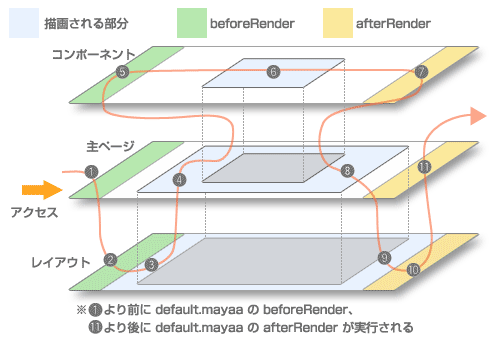 描画される部分 beforeRender afterRender
コンポーネント
5 6 7
主ページ
1 4 8 11
アクセス
レイアウト
2 3 9 10
※1より前に default.mayaa の beforeRender、
11より後に default.mayaa の afterRender が実行される